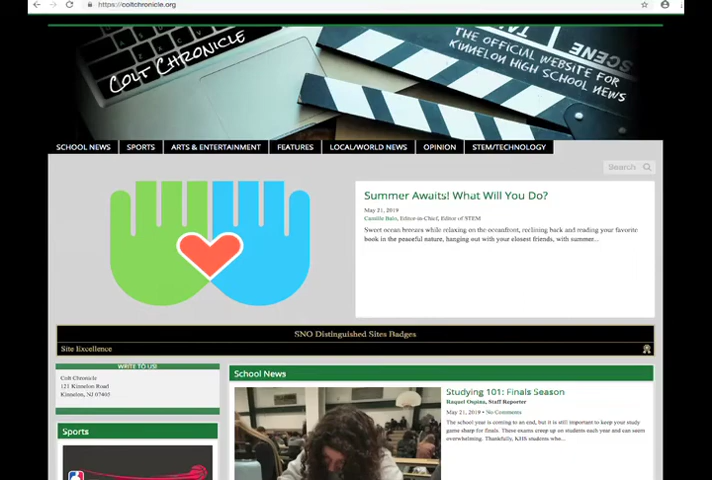 https://coltchronicle.org
COLT CHRONICLE
THE OFFICIAL WEBSITE FOR
KINNELON HIGH SCHOOL NEWS
SCENE
SCHOOL NEWS
SPORTS
ARTS & ENTERTAINMENT
FEATURES
LOCAL/WORLD NEWS
OPINION
STEM/TECHNOLOGY
Search
Summer Awaits! What Will You Do?
May 21, 2019
Camille Balo, Editor-in-Chief, Editor of STEM
Sweet ocean breezes while relaxing on the oceanfront, reclining back and reading your favorite
book in the peaceful nature, hanging out with your closest friends, with summer...
SNO Distinguished Sites Badges
Site Excellence
WRITE TO US!
Colt Chronicle
121 Kinnelon Road
Kinnelon, NJ 07405
Sports
School News
Studying 101: Finals Season
Raquel Ospina, Staff Reporter
May 21, 2019 • No Comments
The school year is coming to an end, but it is still important to keep your study
game sharp for finals. These exams creep up on students each year and can seem
overwhelming. Thankfully, KHS students who...